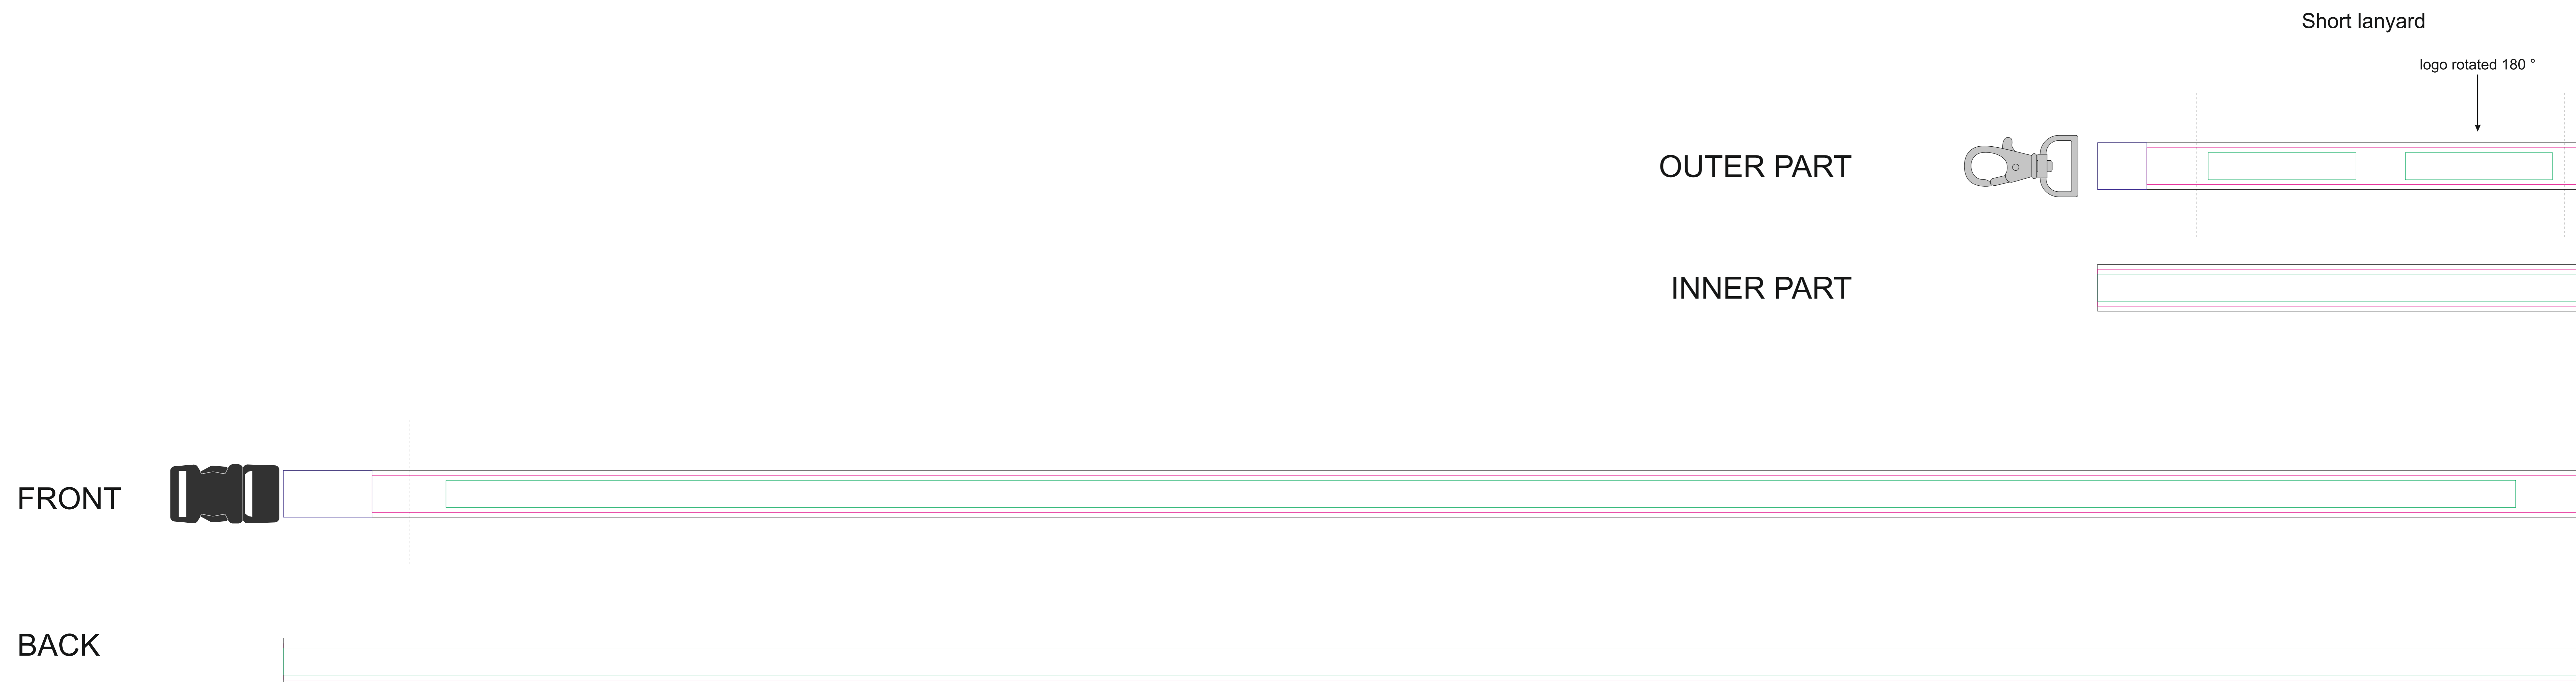 Short lanyard
logo rotated 180 °
OUTER PART
INNER PART
FRONT
BACK